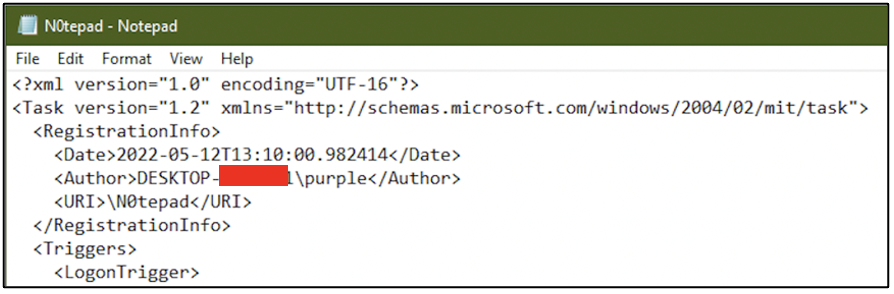 N0tepad - Notepad
File Edit Format View Help
<?xml version="1.0" encoding="UTF-16"?>
<Task version="1.2" xmlns="http://schemas.microsoft.com/windows/2004/02/mit/task">
<RegistrationInfo>
<Date>2022-05-12T13:10:00.982414</Date>
<Author>DESKTOP-1\purple</Author>
<URI>\N0tepad</URI>
</RegistrationInfo>
<Triggers>
<LogonTrigger>